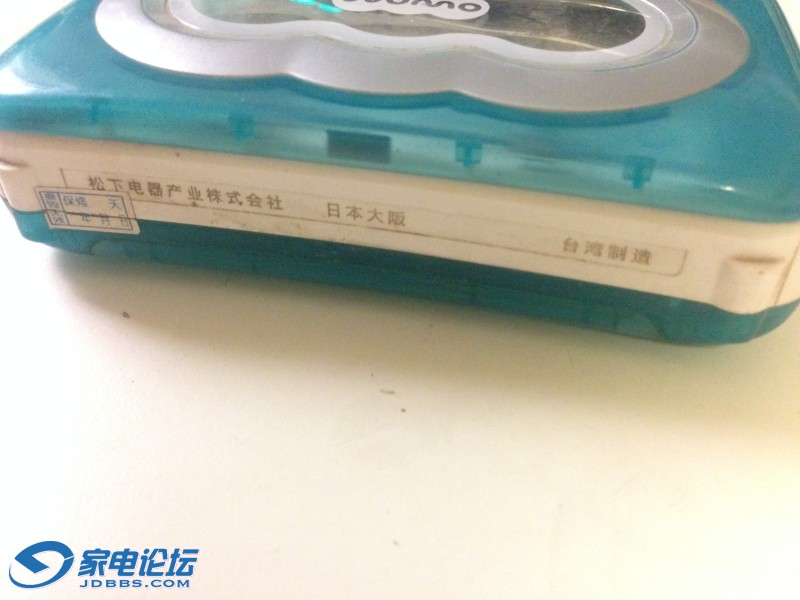 松下电器产业株式会社 日本大阪
台湾制造
保修 天
年 月 日
家电论坛
JDBBS.COM